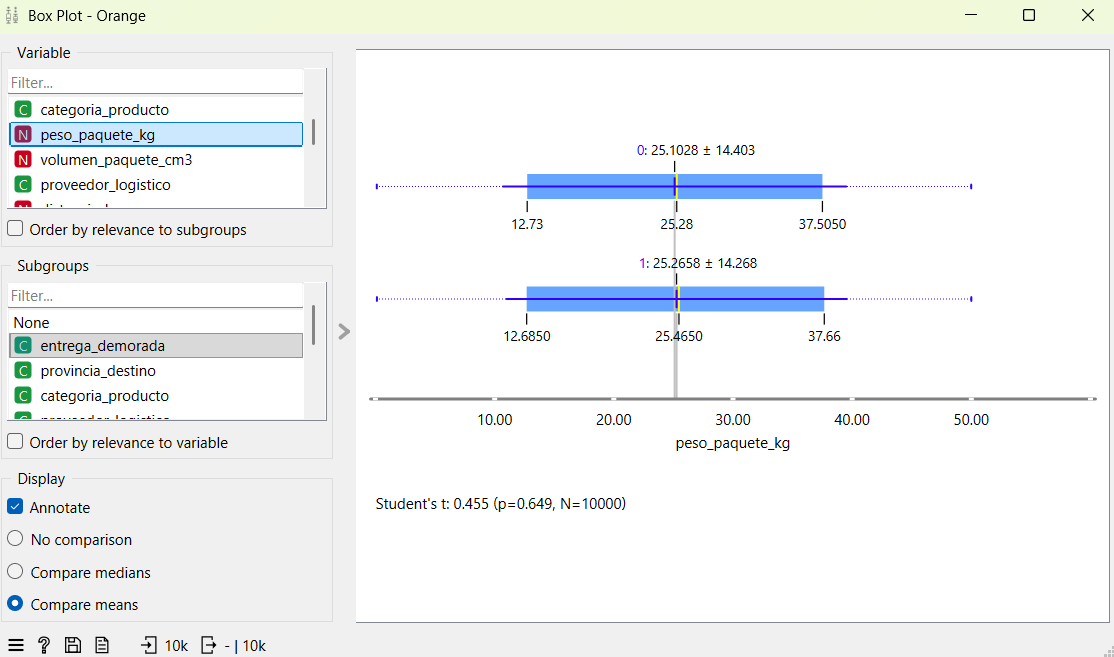 Box Plot - Orange
Variable
Filter...
C categoria_producto
N peso_paquete_kg
N volumen_paquete_cm3
C proveedor_logistico
Order by relevance to subgroups
Subgroups
Filter...
None
C entrega_demorada
C provincia_destino
C categoria_producto
Order by relevance to variable
Display
Annotate
No comparison
Compare medians
Compare means
10k
- | 10k
0: 25.1028 ± 14.403
12.73
25.28
37.5050
1: 25.2658 ± 14.268
12.6850
25.4650
37.66
10.00
20.00
30.00
40.00
50.00
peso_paquete_kg
Student's t: 0.455 (p=0.649, N=10000)